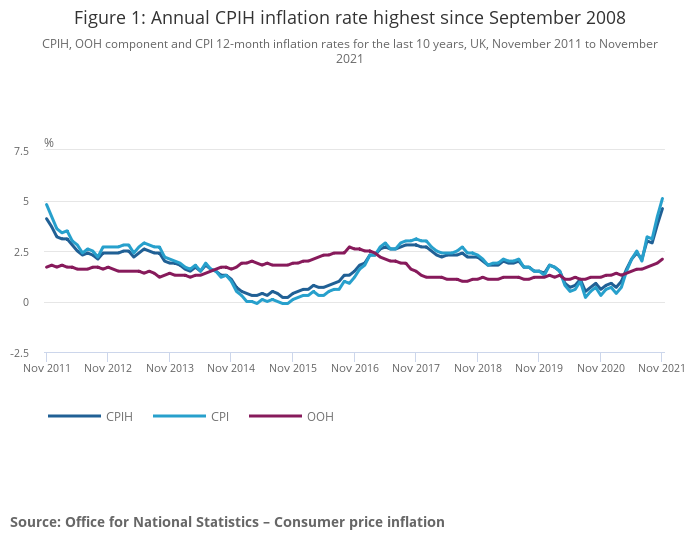 Figure 1: Annual CPIH inflation rate highest since September 2008
CPIH, OOH component and CPI 12-month inflation rates for the last 10 years, UK, November 2011 to November
2021
%
7.5
5
2.5
0
-2.5
Nov 2011 Nov 2012 Nov 2013 Nov 2014 Nov 2015 Nov 2016 Nov 2017 Nov 2018 Nov 2019 Nov 2020 Nov 2021
CPIH CPI OOH
Source: Office for National Statistics – Consumer price inflation